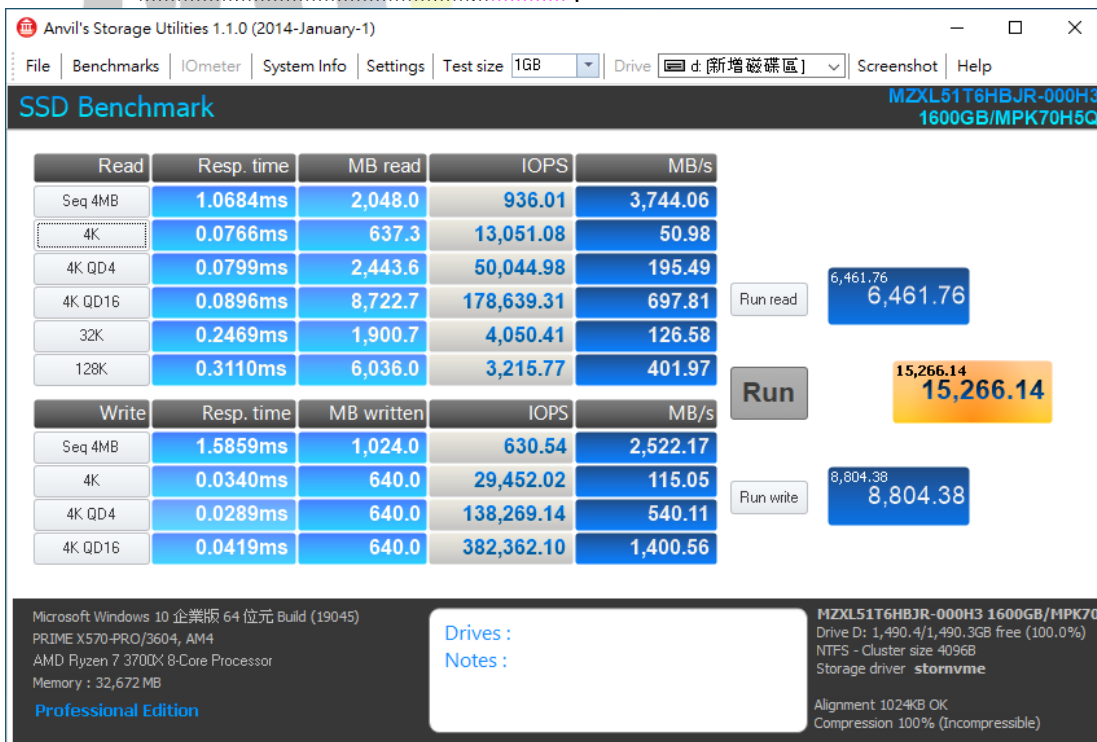 Anvil's Storage Utilities 1.1.0 (2014-January-1)
File Benchmarks IOmeter System Info Settings Test size 1GB Drive d: [新增磁碟區] Screenshot Help
SSD Benchmark
MZXL51T6HBJR-000H3
1600GB/MPK70H5Q
Read Resp. time MB read IOPS MB/s
Seq 4MB 1.0684ms 2,048.0 936.01 3,744.06
4K 0.0766ms 637.3 13,051.08 50.98
4K QD4 0.0799ms 2,443.6 50,044.98 195.49
4K QD16 0.0896ms 8,722.7 178,639.31 697.81
32K 0.2469ms 1,900.7 4,050.41 126.58
128K 0.3110ms 6,036.0 3,215.77 401.97
Run read
6,461.76
6,461.76
Run
15,266.14
15,266.14
Write Resp. time MB written IOPS MB/s
Seq 4MB 1.5859ms 1,024.0 630.54 2,522.17
4K 0.0340ms 640.0 29,452.02 115.05
4K QD4 0.0289ms 640.0 138,269.14 540.11
4K QD16 0.0419ms 640.0 382,362.10 1,400.56
Run write
8,804.38
8,804.38
Microsoft Windows 10 企業版 64 位元 Build (19045)
PRIME X570-PRO/3604, AM4
AMD Ryzen 7 3700X 8-Core Processor
Memory : 32,672 MB
Professional Edition
Drives :
Notes :
MZXL51T6HBJR-000H3 1600GB/MPK70
Drive D: 1,490.4/1,490.3GB free (100.0%)
NTFS - Cluster size 4096B
Storage driver stornvme
Alignment 1024KB OK
Compression 100% (Incompressible)